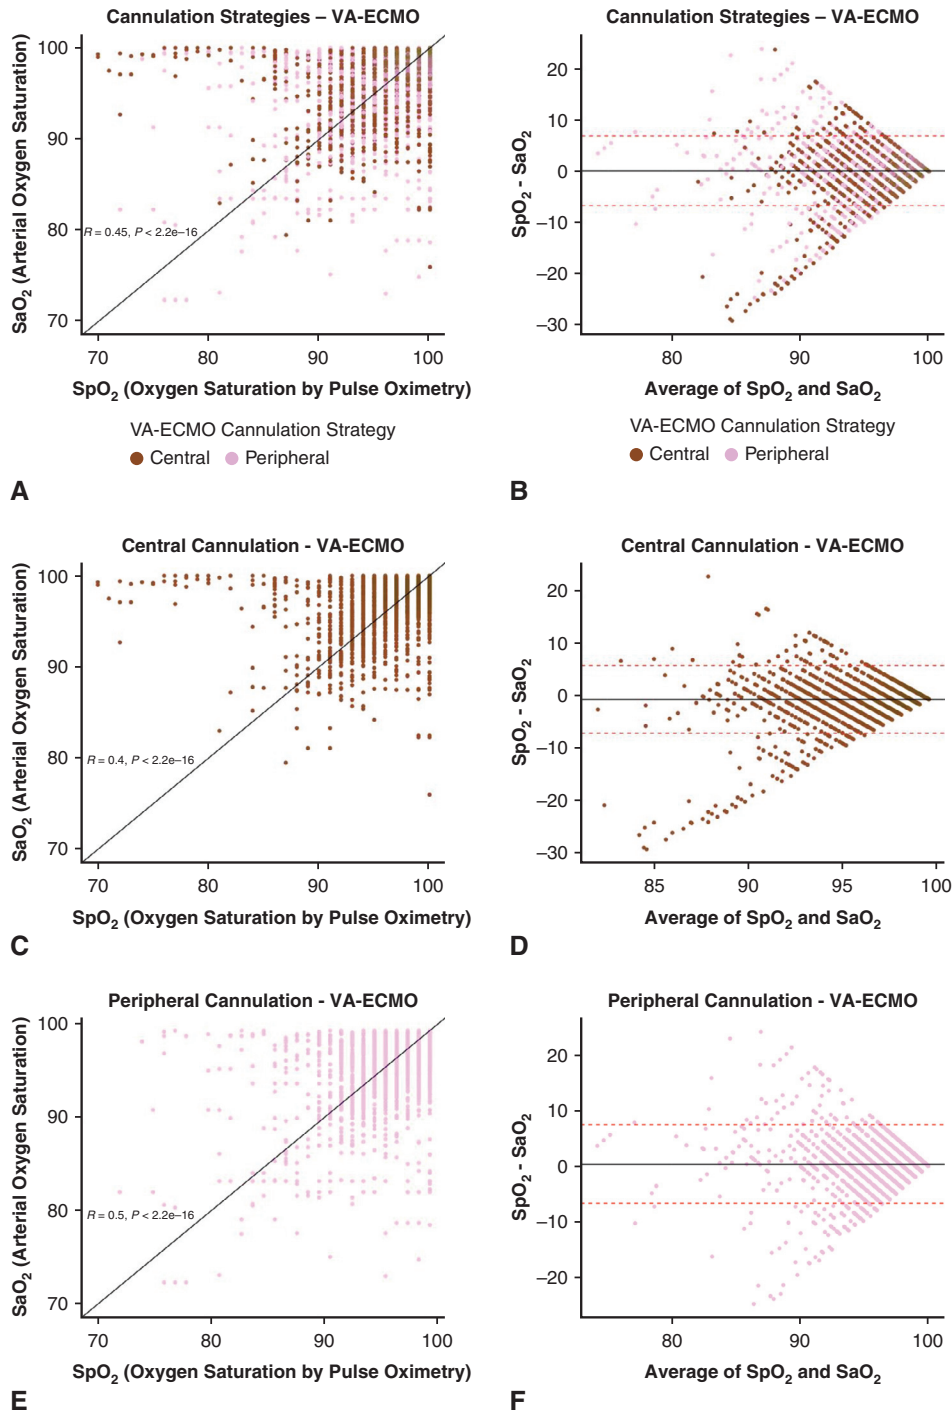 Cannulation Strategies – VA-ECMO
SaO2 (Arterial Oxygen Saturation)
100
90
80
70
R = 0.45, P < 2.2e–16
70 80 90 100
SpO2 (Oxygen Saturation by Pulse Oximetry)
VA-ECMO Cannulation Strategy
Central Peripheral
A
Cannulation Strategies – VA-ECMO
SpO2 - SaO2
20
10
0
–10
–20
–30
80 90 100
Average of SpO2 and SaO2
VA-ECMO Cannulation Strategy
Central Peripheral
B
Central Cannulation - VA-ECMO
SaO2 (Arterial Oxygen Saturation)
100
90
80
70
R = 0.4, P < 2.2e–16
70 80 90 100
SpO2 (Oxygen Saturation by Pulse Oximetry)
C
Central Cannulation - VA-ECMO
SpO2 - SaO2
20
10
0
–10
–20
–30
85 90 95 100
Average of SpO2 and SaO2
D
Peripheral Cannulation - VA-ECMO
SaO2 (Arterial Oxygen Saturation)
100
90
80
70
R = 0.5, P < 2.2e–16
70 80 90 100
SpO2 (Oxygen Saturation by Pulse Oximetry)
E
Peripheral Cannulation - VA-ECMO
SpO2 - SaO2
20
10
0
–10
–20
80 90 100
Average of SpO2 and SaO2
F